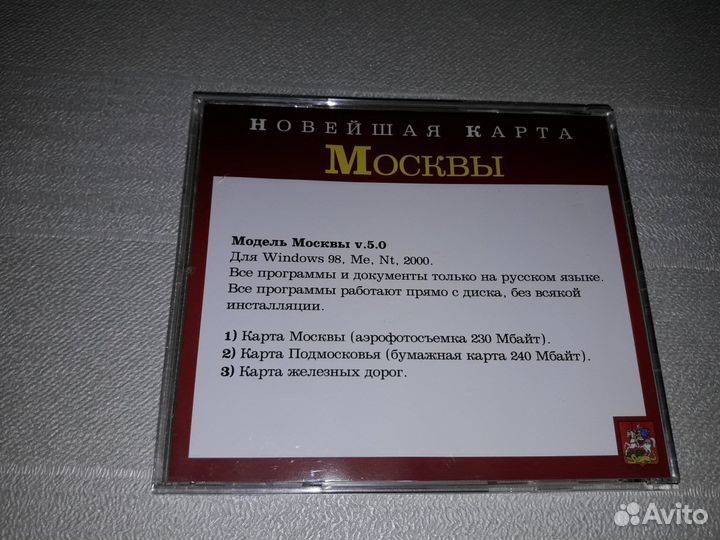 Новейшая Карта
Москвы
Модель Москвы v.5.0
Для Windows 98, Me, Nt, 2000.
Все программы и документы только на русском языке.
Все программы работают прямо с диска, без всякой
инсталляции.
1) Карта Москвы (аэрофотосъемка 230 Мбайт).
2) Карта Подмосковья (бумажная карта 240 Мбайт).
3) Карта железных дорог.
Avito